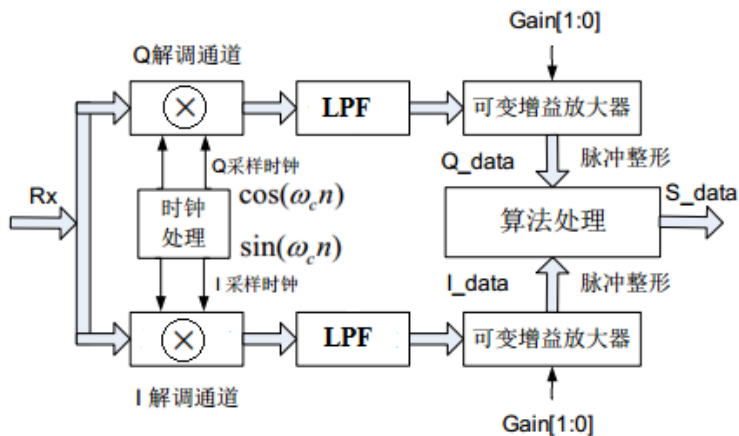 Gain[1:0]
Q解调通道
LPF
可变增益放大器
Q采样时钟
Q_data
脉冲整形
Rx
时钟
处理
cos(ω_c n)
sin(ω_c n)
算法处理
S_data
I 采样时钟
I_data
脉冲整形
LPF
可变增益放大器
I 解调通道
Gain[1:0]